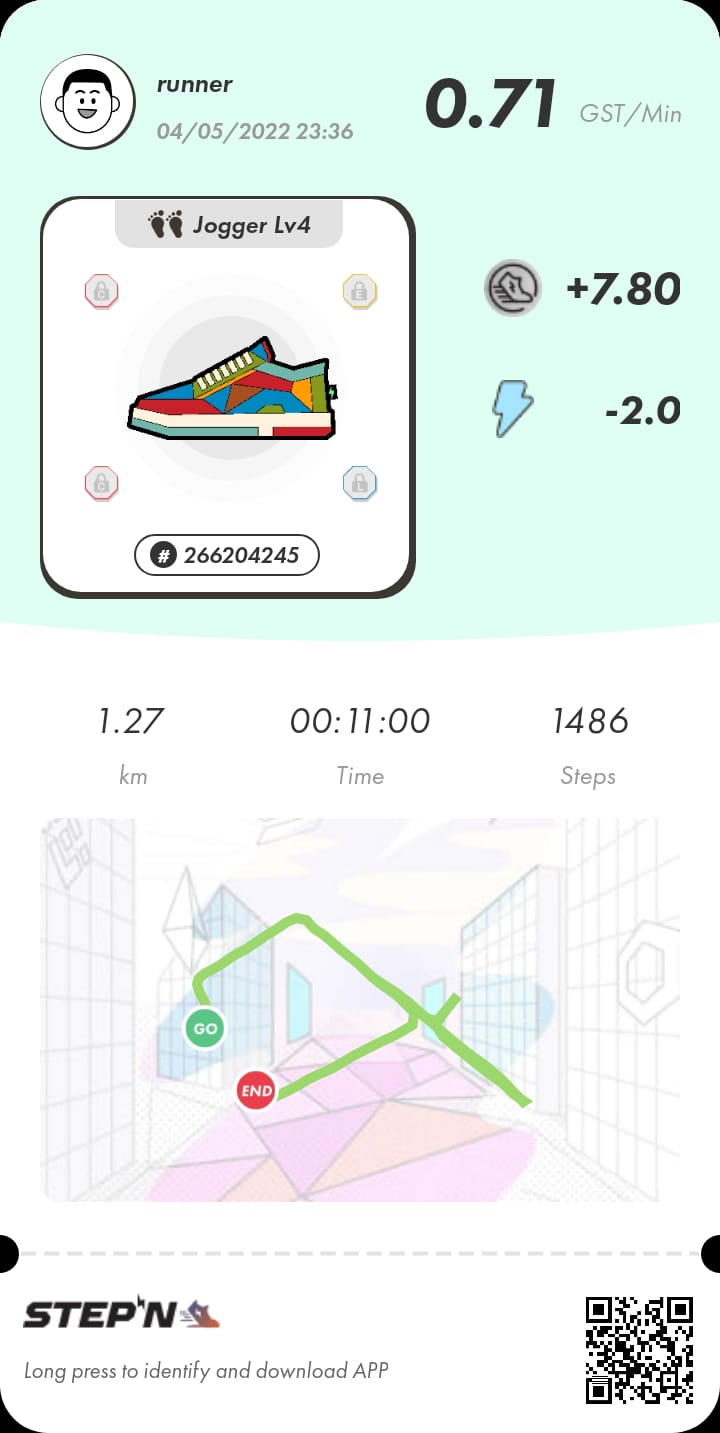 runner
04/05/2022 23:36
0.71 GST/Min
Jogger Lv4
C
E
+7.80
-2.0
C
L
# 266204245
1.27
km
00:11:00
Time
1486
Steps
GO
END
STEP'N
Long press to identify and download APP